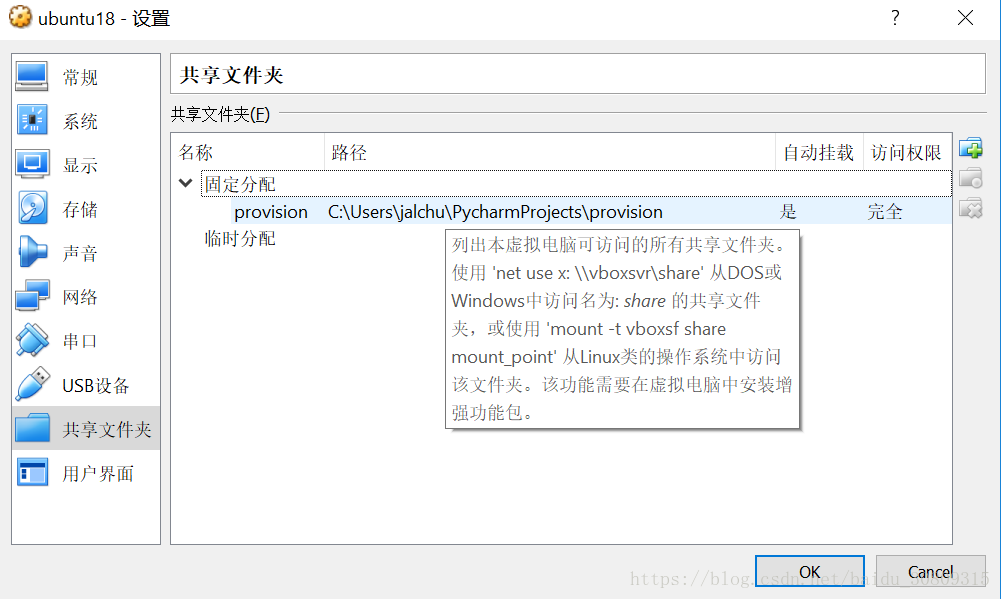 ubuntu18 - 设置
?
常规
系统
显示
存储
声音
网络
串口
USB设备
共享文件夹
用户界面
共享文件夹
共享文件夹(F)
名称 路径 自动挂载 访问权限
固定分配
provision C:\Users\jalchu\PycharmProjects\provision 是 完全
临时分配
列出本虚拟电脑可访问的所有共享文件夹。
使用 'net use x: \\vboxsvr\share' 从DOS或
Windows中访问名为: share 的共享文件
夹，或使用 'mount -t vboxsf share
mount_point' 从Linux类的操作系统中访问
该文件夹。该功能需要在虚拟电脑中安装增
强功能包。
OK Cancel